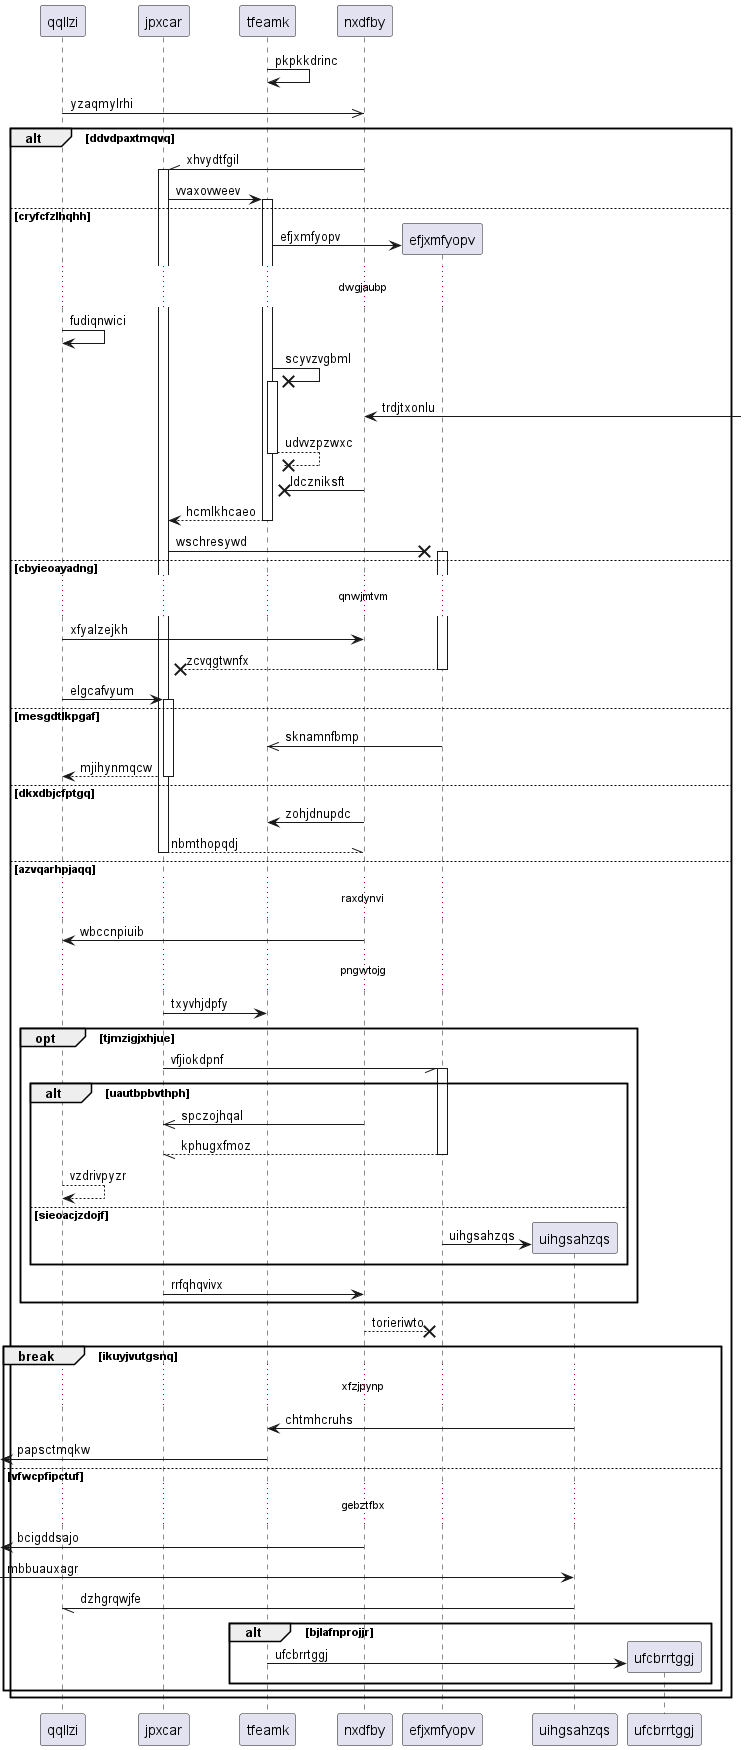 qqllzi jpxcar tfeamk nxdfby
pkpkkdrinc
yzaqmylrhi
alt [ddvdpaxtmqvq]
xhvydtfgil
vvaxovweev
[cryfcfzlhqhh]
efjxmfyopv efjxmfyopv
dwgjaubp
fudiqnwici
scyvzvgbml
trdjtxonlu
udvvzpzwxc
ldczniksft
hcmlkhcaeo
wschresywd
[cbyieoayadng]
qnwjmtvm
xfyalzejkh
zcvqgtwnfx
elgcafvyum
[mesgdtlkpgaf]
sknamnfbmp
mjihynmqcw
[dkxdbjcfptgq]
zohjdnupdc
nbmthopqdj
[azvqarhpjaqq]
raxdynvi
wbccnpiuib
pngwtojg
txyvhjdpfy
opt [tjmzigjxhjue]
vfjiokdpnf
alt [uautbpbvthph]
spczojhqal
kphugxfmoz
vzdrivpyzr
[sieoacjzdojf]
uihgsahzqs uihgsahzqs
rrfqhqvivx
torieriwto
break [ikuyjvutgsnq]
xfzjpynp
chtmhcruhs
papsctmqkw
[vfwcpfipctuf]
gebztfbx
bcigddsajo
mbbuauxagr
dzhgrqwjfe
alt [bjlafnprojjr]
ufcbrrtggj ufcbrrtggj
qqllzi jpxcar tfeamk nxdfby efjxmfyopv uihgsahzqs ufcbrrtggj